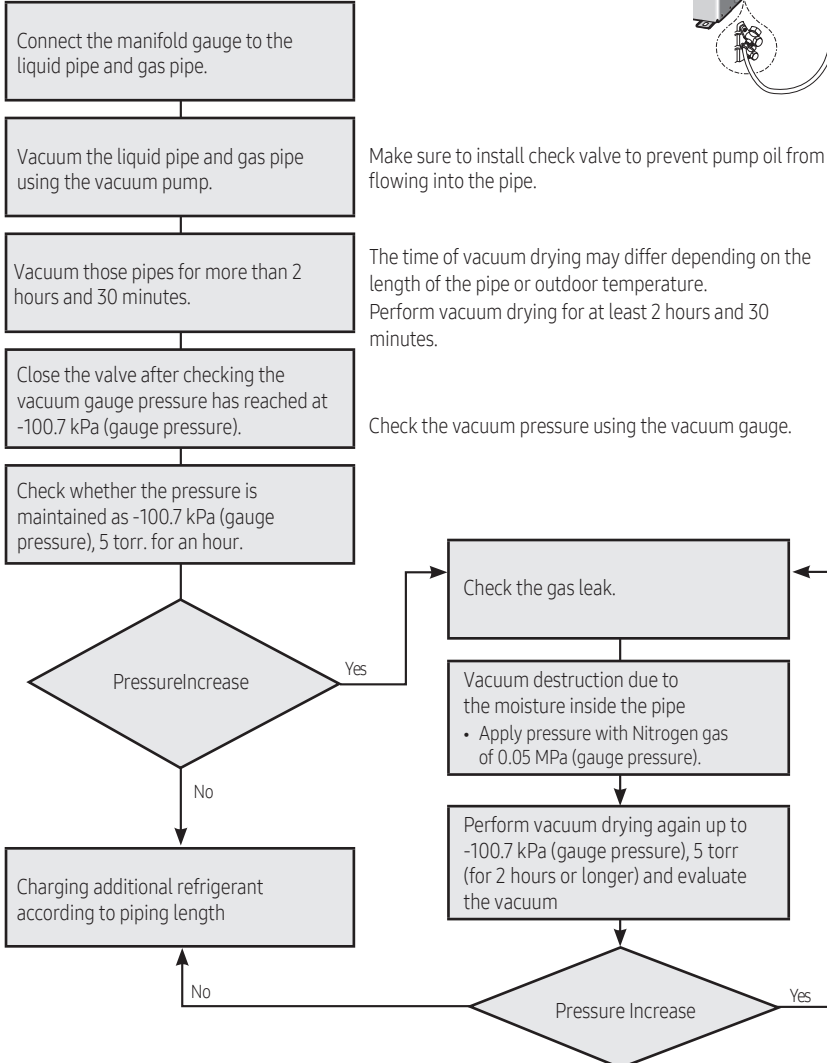 Connect the manifold gauge to the
liquid pipe and gas pipe.
Vacuum the liquid pipe and gas pipe
using the vacuum pump.
Make sure to install check valve to prevent pump oil from
flowing into the pipe.
Vacuum those pipes for more than 2
hours and 30 minutes.
The time of vacuum drying may differ depending on the
length of the pipe or outdoor temperature.
Perform vacuum drying for at least 2 hours and 30
minutes.
Close the valve after checking the
vacuum gauge pressure has reached at
-100.7 kPa (gauge pressure).
Check the vacuum pressure using the vacuum gauge.
Check whether the pressure is
maintained as -100.7 kPa (gauge
pressure), 5 torr. for an hour.
PressureIncrease
Yes
No
Check the gas leak.
Vacuum destruction due to
the moisture inside the pipe
• Apply pressure with Nitrogen gas
of 0.05 MPa (gauge pressure).
Perform vacuum drying again up to
-100.7 kPa (gauge pressure), 5 torr
(for 2 hours or longer) and evaluate
the vacuum
Charging additional refrigerant
according to piping length
No
Pressure Increase
Yes